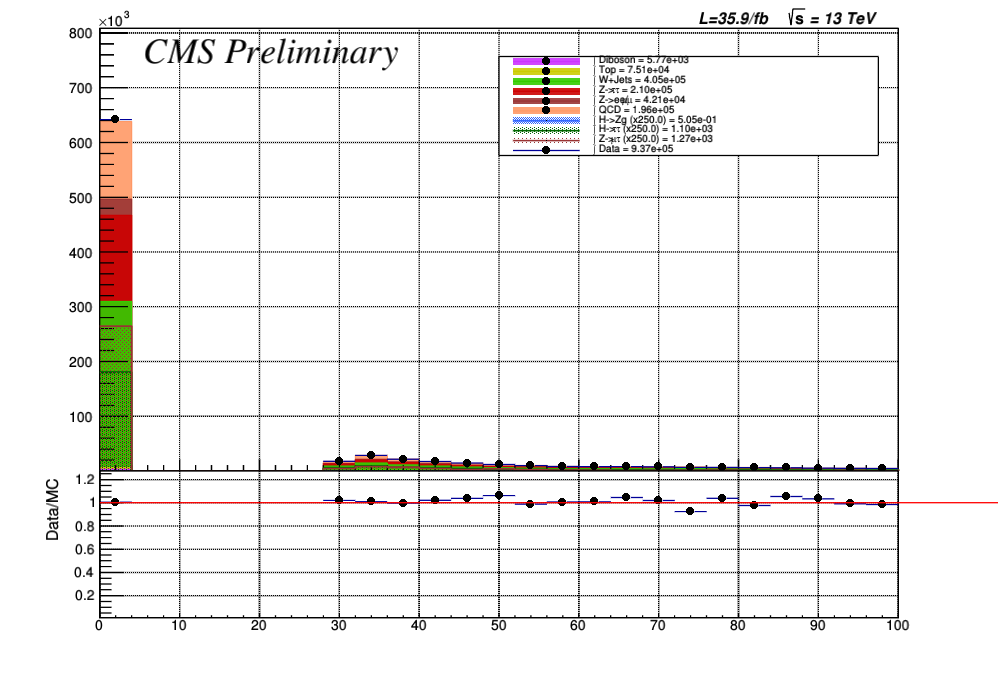 ×10³
L=35.9/fb √s = 13 TeV
CMS Preliminary
800
700
600
500
400
300
200
100
Diboson = 5.77e+03
Top = 7.51e+04
W+Jets = 4.05e+05
Z->ττ = 2.10e+05
Z->ee/μμ = 4.21e+04
QCD = 1.96e+05
H->Zg (x250.0) = 5.05e-01
H->ττ (x250.0) = 1.10e+03
Z->μτ (x250.0) = 1.27e+03
Data = 9.37e+05
Data/MC
1.2
1
0.8
0.6
0.4
0.2
0 10 20 30 40 50 60 70 80 90 100